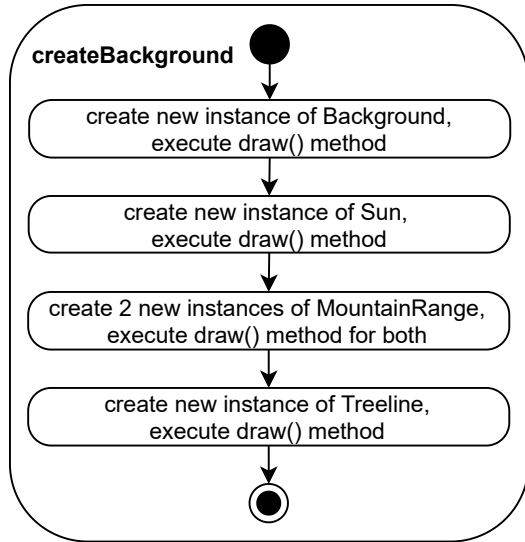 createBackground
create new instance of Background,
execute draw() method
create new instance of Sun,
execute draw() method
create 2 new instances of MountainRange,
execute draw() method for both
create new instance of Treeline,
execute draw() method